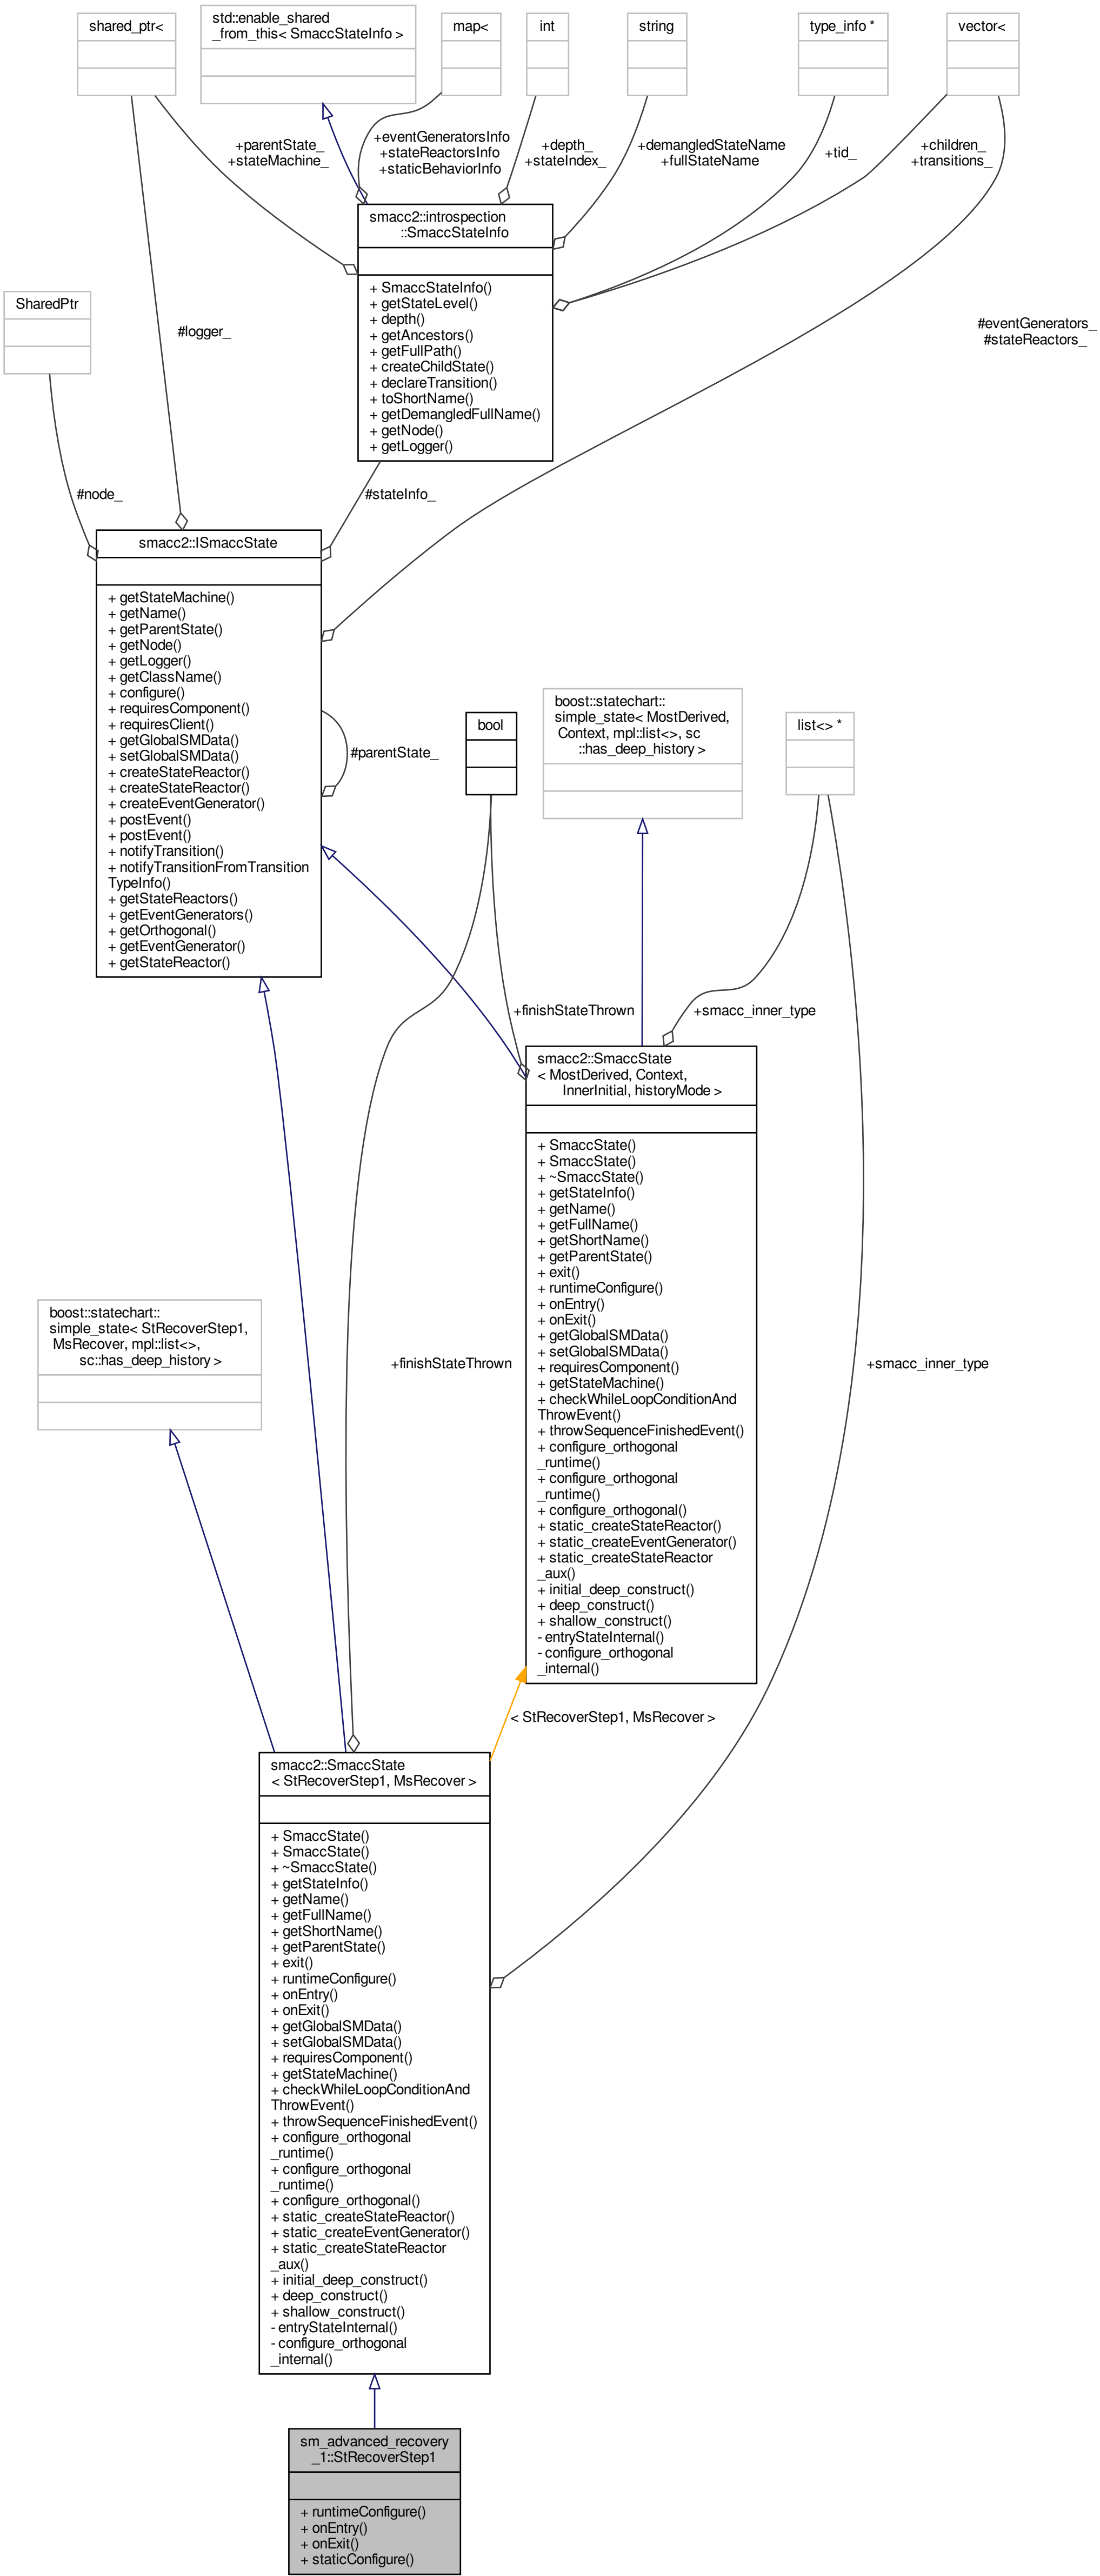 shared_ptr<
std::enable_shared
_from_this< SmaccStateInfo >
map<
int
string
type_info *
vector<
+parentState_
+stateMachine_
+eventGeneratorsInfo
+stateReactorsInfo
+staticBehaviorInfo
+depth_
+stateIndex_
+demangledStateName
+fullStateName
+tid_
+children_
+transitions_
smacc2::introspection
::SmaccStateInfo
+ SmaccStateInfo()
+ getStateLevel()
+ depth()
+ getAncestors()
+ getFullPath()
+ createChildState()
+ declareTransition()
+ toShortName()
+ getDemangledFullName()
+ getNode()
+ getLogger()
SharedPtr
#logger_
#eventGenerators_
#stateReactors_
#node_
#stateInfo_
smacc2::ISmaccState
+ getStateMachine()
+ getName()
+ getParentState()
+ getNode()
+ getLogger()
+ getClassName()
+ configure()
+ requiresComponent()
+ requiresClient()
+ getGlobalSMData()
+ setGlobalSMData()
+ createStateReactor()
+ createStateReactor()
+ createEventGenerator()
+ postEvent()
+ postEvent()
+ notifyTransition()
+ notifyTransitionFromTransition
TypeInfo()
+ getStateReactors()
+ getEventGenerators()
+ getOrthogonal()
+ getEventGenerator()
+ getStateReactor()
#parentState_
bool
boost::statechart::
simple_state< MostDerived,
Context, mpl::list<>, sc
::has_deep_history >
list<> *
+finishStateThrown
+smacc_inner_type
smacc2::SmaccState
< MostDerived, Context,
InnerInitial, historyMode >
+ SmaccState()
+ SmaccState()
+ ~SmaccState()
+ getStateInfo()
+ getName()
+ getFullName()
+ getShortName()
+ getParentState()
+ exit()
+ runtimeConfigure()
+ onEntry()
+ onExit()
+ getGlobalSMData()
+ setGlobalSMData()
+ requiresComponent()
+ getStateMachine()
+ checkWhileLoopConditionAnd
ThrowEvent()
+ throwSequenceFinishedEvent()
+ configure_orthogonal
_runtime()
+ configure_orthogonal
_runtime()
+ configure_orthogonal()
+ static_createStateReactor()
+ static_createEventGenerator()
+ static_createStateReactor
_aux()
+ initial_deep_construct()
+ deep_construct()
+ shallow_construct()
- entryStateInternal()
- configure_orthogonal
_internal()
boost::statechart::
simple_state< StRecoverStep1,
MsRecover, mpl::list<>,
sc::has_deep_history >
+finishStateThrown
+smacc_inner_type
< StRecoverStep1, MsRecover >
smacc2::SmaccState
< StRecoverStep1, MsRecover >
+ SmaccState()
+ SmaccState()
+ ~SmaccState()
+ getStateInfo()
+ getName()
+ getFullName()
+ getShortName()
+ getParentState()
+ exit()
+ runtimeConfigure()
+ onEntry()
+ onExit()
+ getGlobalSMData()
+ setGlobalSMData()
+ requiresComponent()
+ getStateMachine()
+ checkWhileLoopConditionAnd
ThrowEvent()
+ throwSequenceFinishedEvent()
+ configure_orthogonal
_runtime()
+ configure_orthogonal
_runtime()
+ configure_orthogonal()
+ static_createStateReactor()
+ static_createEventGenerator()
+ static_createStateReactor
_aux()
+ initial_deep_construct()
+ deep_construct()
+ shallow_construct()
- entryStateInternal()
- configure_orthogonal
_internal()
sm_advanced_recovery
_1::StRecoverStep1
+ runtimeConfigure()
+ onEntry()
+ onExit()
+ staticConfigure()